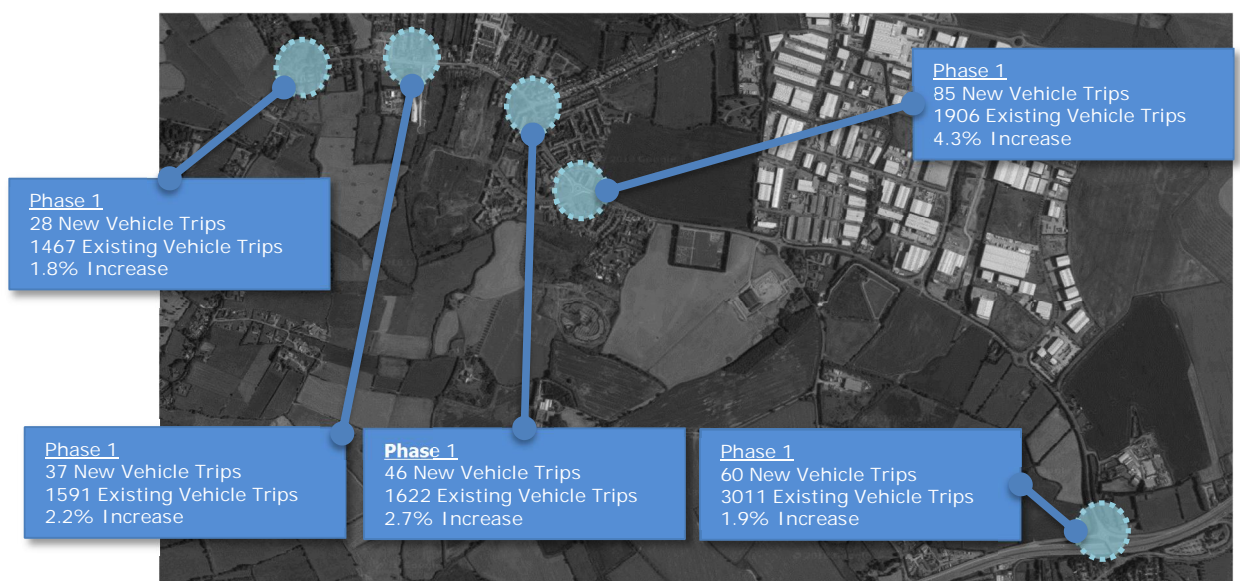 Phase 1
85 New Vehicle Trips
1906 Existing Vehicle Trips
4.3% Increase
Phase 1
28 New Vehicle Trips
1467 Existing Vehicle Trips
1.8% Increase
Phase 1
37 New Vehicle Trips
1591 Existing Vehicle Trips
2.2% Increase
Phase 1
46 New Vehicle Trips
1622 Existing Vehicle Trips
2.7% Increase
Phase 1
60 New Vehicle Trips
3011 Existing Vehicle Trips
1.9% Increase